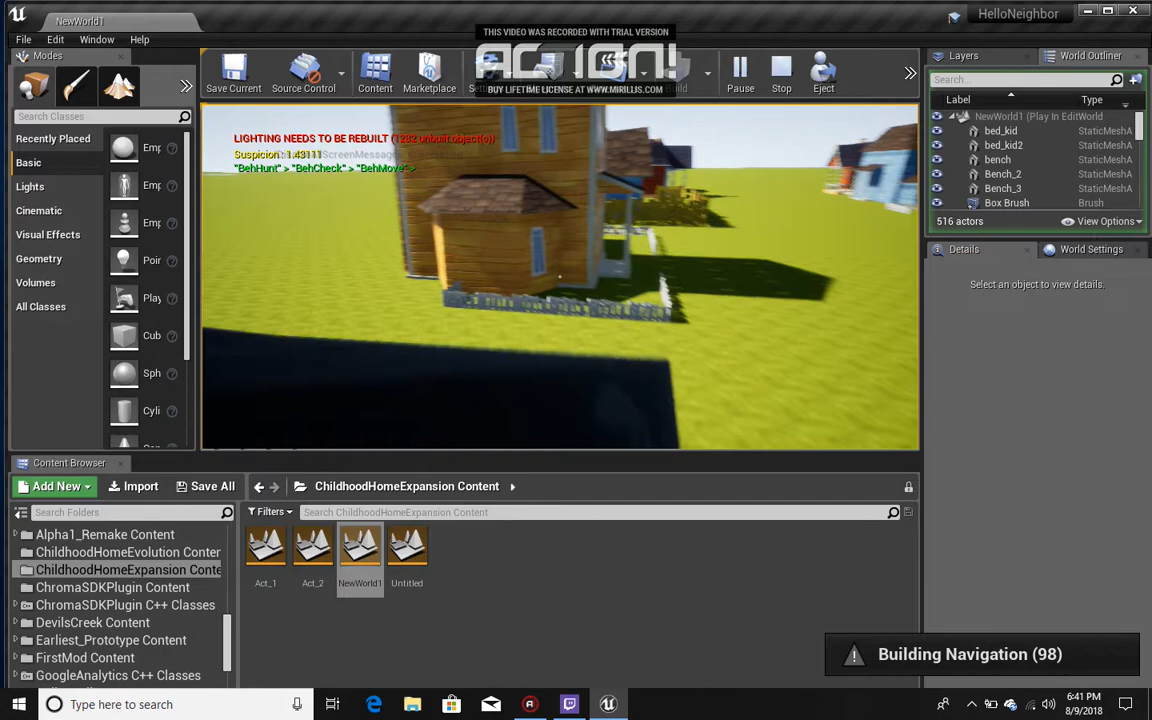 NewWorld1
HelloNeighbor
File Edit Window Help
THIS VIDEO WAS RECORDED WITH TRIAL VERSION
ACTION!
BUY LIFETIME LICENSE AT WWW.MIRILLIS.COM
Modes
Layers
World Outliner
Save Current
Source Control
Content
Marketplace
Pause
Stop
Eject
Search...
Label
Type
Search Classes
Recently Placed
Basic
Lights
Cinematic
Visual Effects
Geometry
Volumes
All Classes
Emp
Emp
Emp
Poir
Play
Cub
Sph
Cyli
LIGHTING NEEDS TO BE REBUILT (1282 unbuilt object(s))
Suspicion: 1.43111
"BehHunt" > "BehCheck" > "BehMove">
NewWorld1 (Play In Editor)World
bed_kid StaticMeshA
bed_kid2 StaticMeshA
bench StaticMeshA
Bench_2 StaticMeshA
Bench_3 StaticMeshA
Box Brush Brush
516 actors
View Options
Details
World Settings
Select an object to view details.
Content Browser
Add New
Import
Save All
ChildhoodHomeExpansion Content
Search Folders
Filters
Search ChildhoodHomeExpansion Content
Alpha1_Remake Content
ChildhoodHomeEvolution Conter
ChildhoodHomeExpansion Conte
ChromaSDKPlugin Content
ChromaSDKPlugin C++ Classes
DevilsCreek Content
Earliest_Prototype Content
FirstMod Content
GoogleAnalytics C++ Classes
Act_1
Act_2
NewWorld1
Untitled
Building Navigation (98)
Type here to search
6:41 PM
8/9/2018